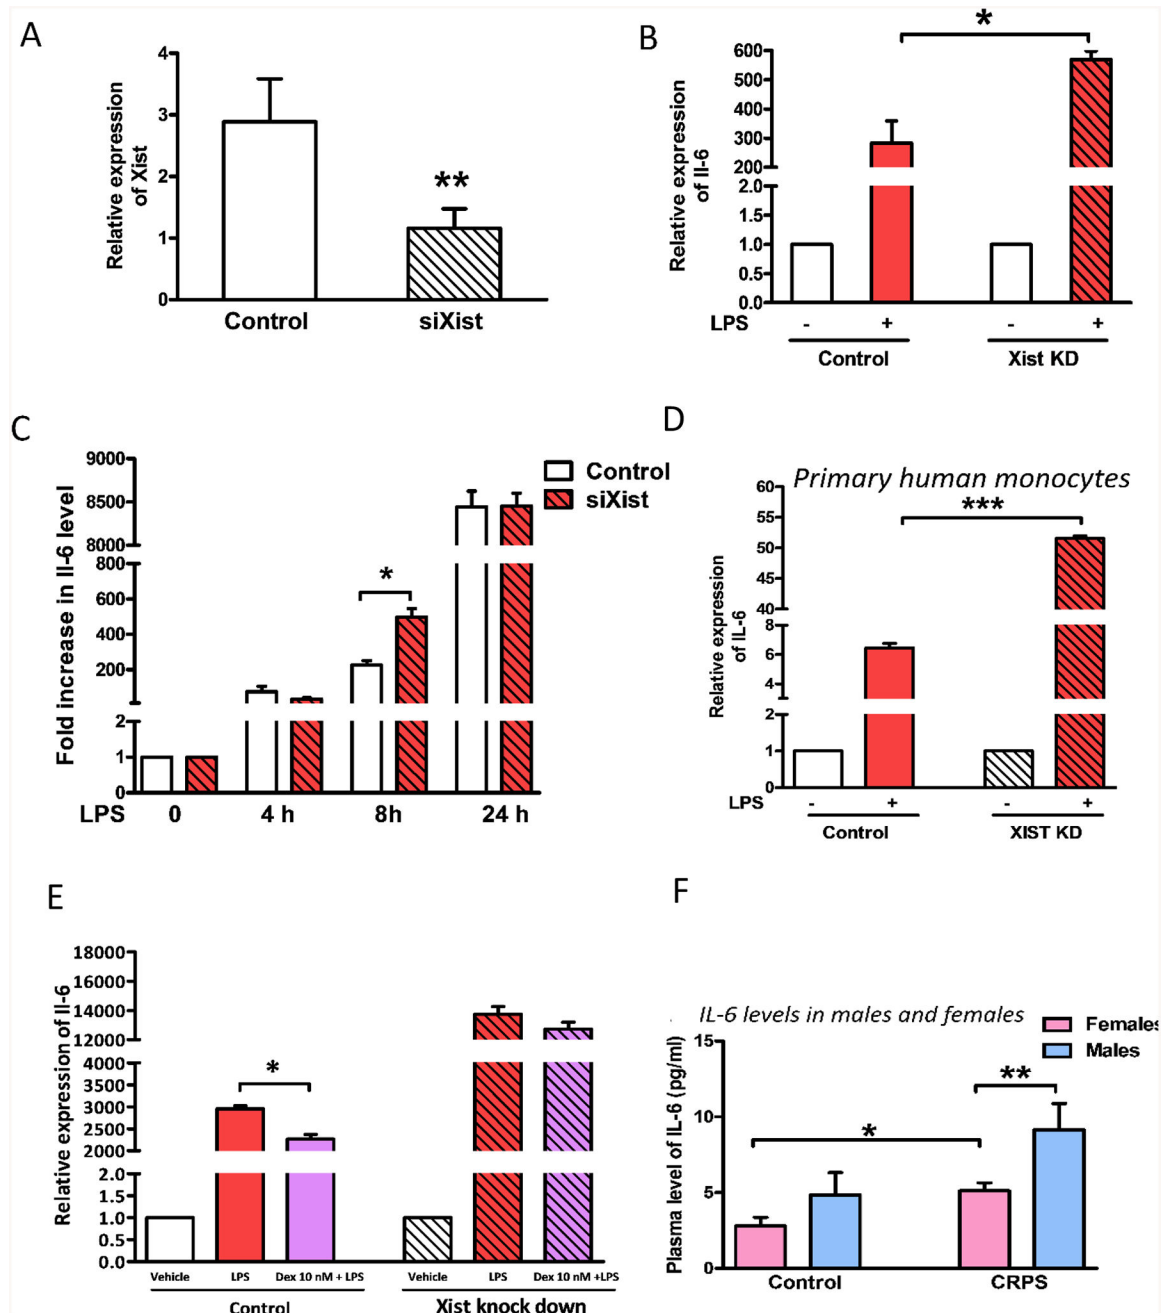 A
Relative expression
of Xist
4
3
2
1
0
**
Control
siXist
B
Relative expression
of Il-6
600
500
400
300
200
2.0
1.5
1.0
0.5
0.0
*
LPS - + - +
Control
Xist KD
C
Fold increase in Il-6 level
9000
8500
8000
800
600
400
200
2
1
0
Control
siXist
*
LPS 0 4 h 8h 24 h
D
Primary human monocytes
Relative expression
of IL-6
60
55
50
45
40
8
6
4
2
0
***
LPS - + - +
Control
XIST KD
E
Relative expression of Il-6
18000
16000
14000
12000
4000
3500
3000
2500
2000
2.0
1.5
1.0
0.5
0.0
*
Vehicle LPS Dex 10 nM + LPS Vehicle LPS Dex 10 nM +LPS
Control
Xist knock down
F
IL-6 levels in males and females
Females
Males
Plasma level of IL-6 (pg/ml)
15
10
5
0
*
**
Control
CRPS